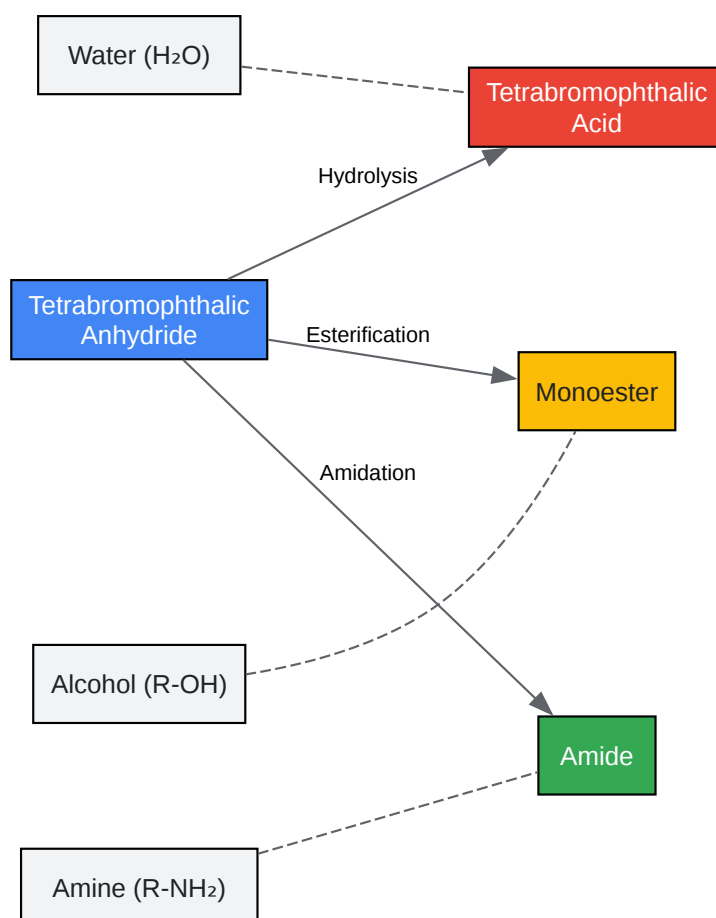 Water (H₂O)
Tetrabromophthalic
Acid
Hydrolysis
Tetrabromophthalic
Anhydride
Esterification
Monoester
Amidation
Alcohol (R-OH)
Amide
Amine (R-NH₂)